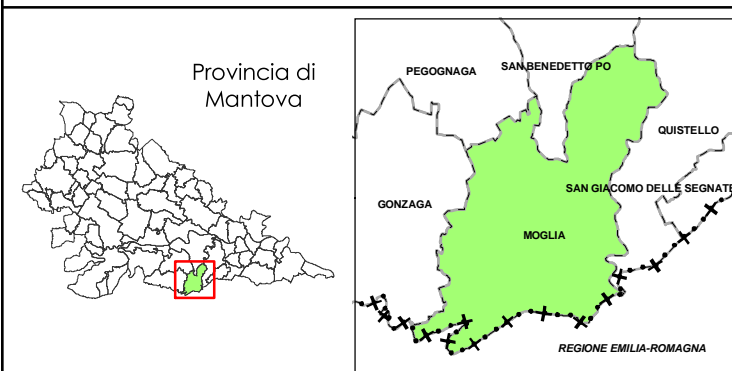 Provincia di
Mantova
PEGOGNAGA
SAN BENEDETTO PO
QUISTELLO
SAN GIACOMO DELLE SEGNATE
GONZAGA
MOGLIA
REGIONE EMILIA-ROMAGNA